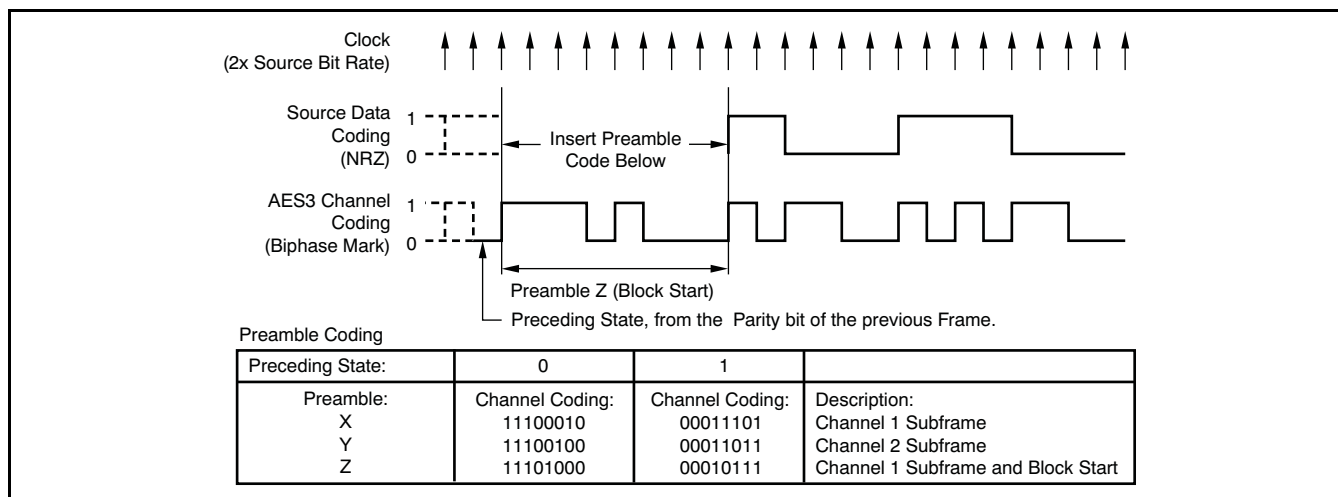 Clock
(2x Source Bit Rate)
Source Data
Coding
(NRZ)
1
0
Insert Preamble
Code Below
AES3 Channel
Coding
(Biphase Mark)
1
0
Preamble Z (Block Start)
Preceding State, from the Parity bit of the previous Frame.
Preamble Coding
Preceding State: 0 1
Preamble: Channel Coding: Channel Coding: Description:
X 11100010 00011101 Channel 1 Subframe
Y 11100100 00011011 Channel 2 Subframe
Z 11101000 00010111 Channel 1 Subframe and Block Start